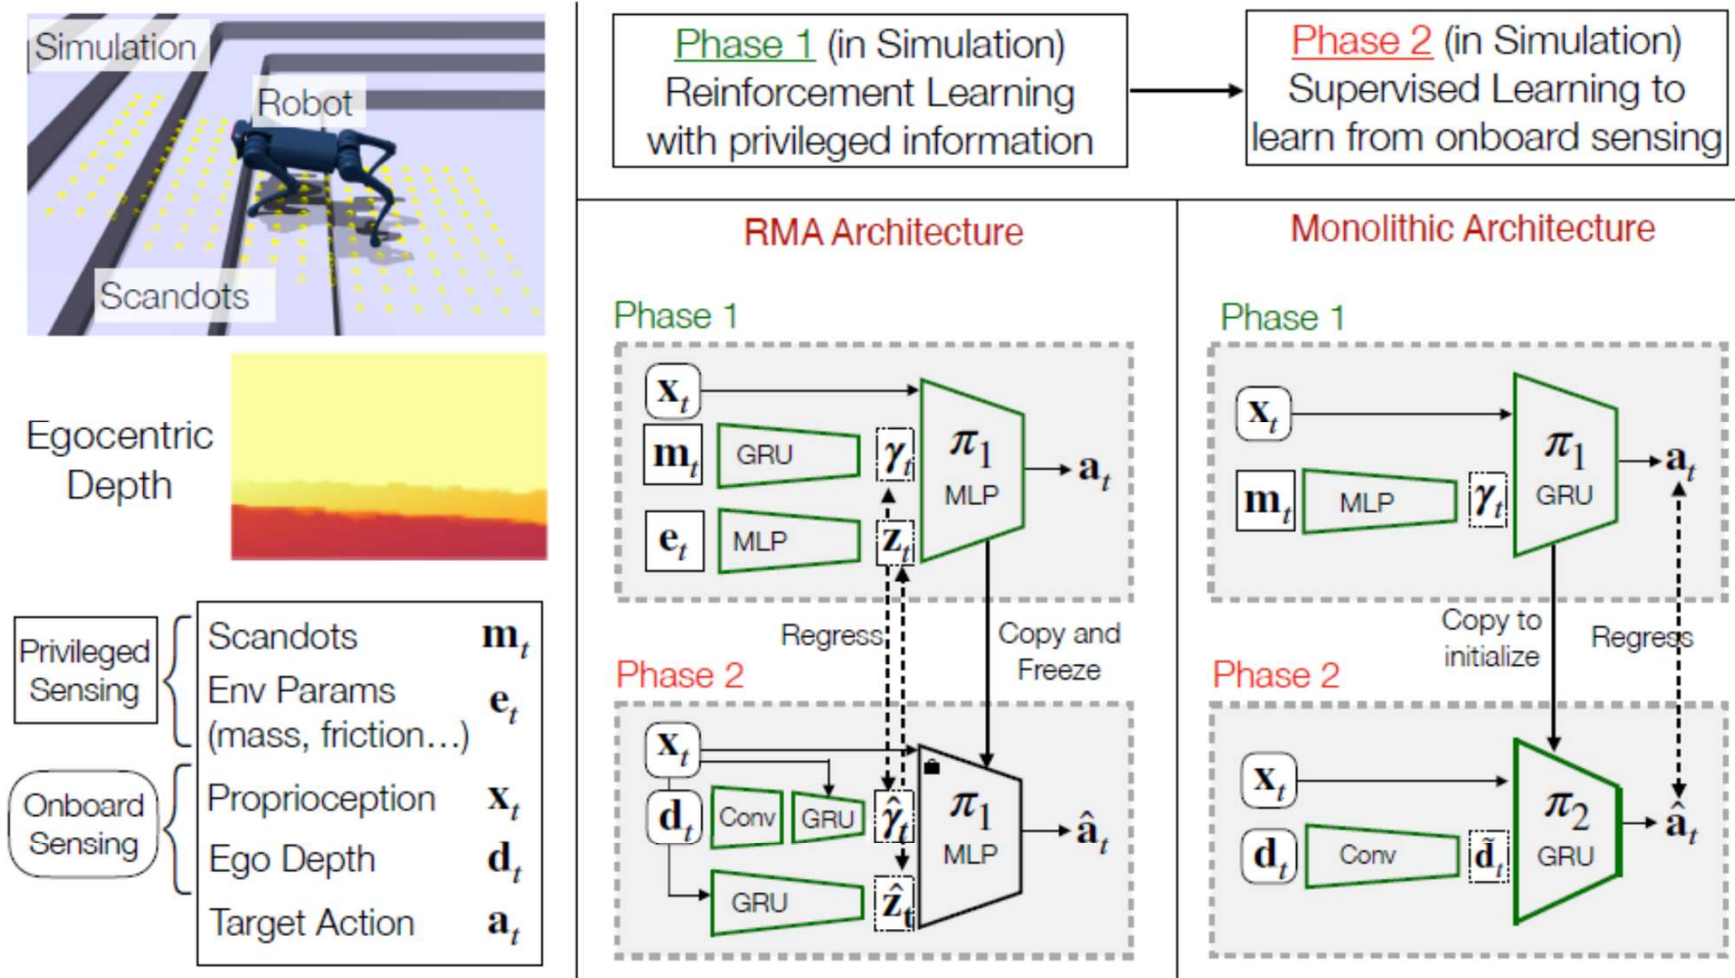 Simulation
Robot
Scandots
Egocentric
Depth
Privileged
Sensing
Scandots m_t
Env Params e_t
(mass, friction...)
Onboard
Sensing
Proprioception x_t
Ego Depth d_t
Target Action a_t
Phase 1 (in Simulation)
Reinforcement Learning
with privileged information
Phase 2 (in Simulation)
Supervised Learning to
learn from onboard sensing
RMA Architecture
Phase 1
x_t
m_t GRU γ_t
π_1
MLP
a_t
e_t MLP z_t
Regress
Copy and
Freeze
Phase 2
x_t
d_t Conv GRU γ̂_t
π_1
MLP
â_t
GRU ẑ_t
Monolithic Architecture
Phase 1
x_t
m_t MLP γ_t
π_1
GRU
a_t
Copy to
initialize
Regress
Phase 2
x_t
d_t Conv d̃_t
π_2
GRU
â_t